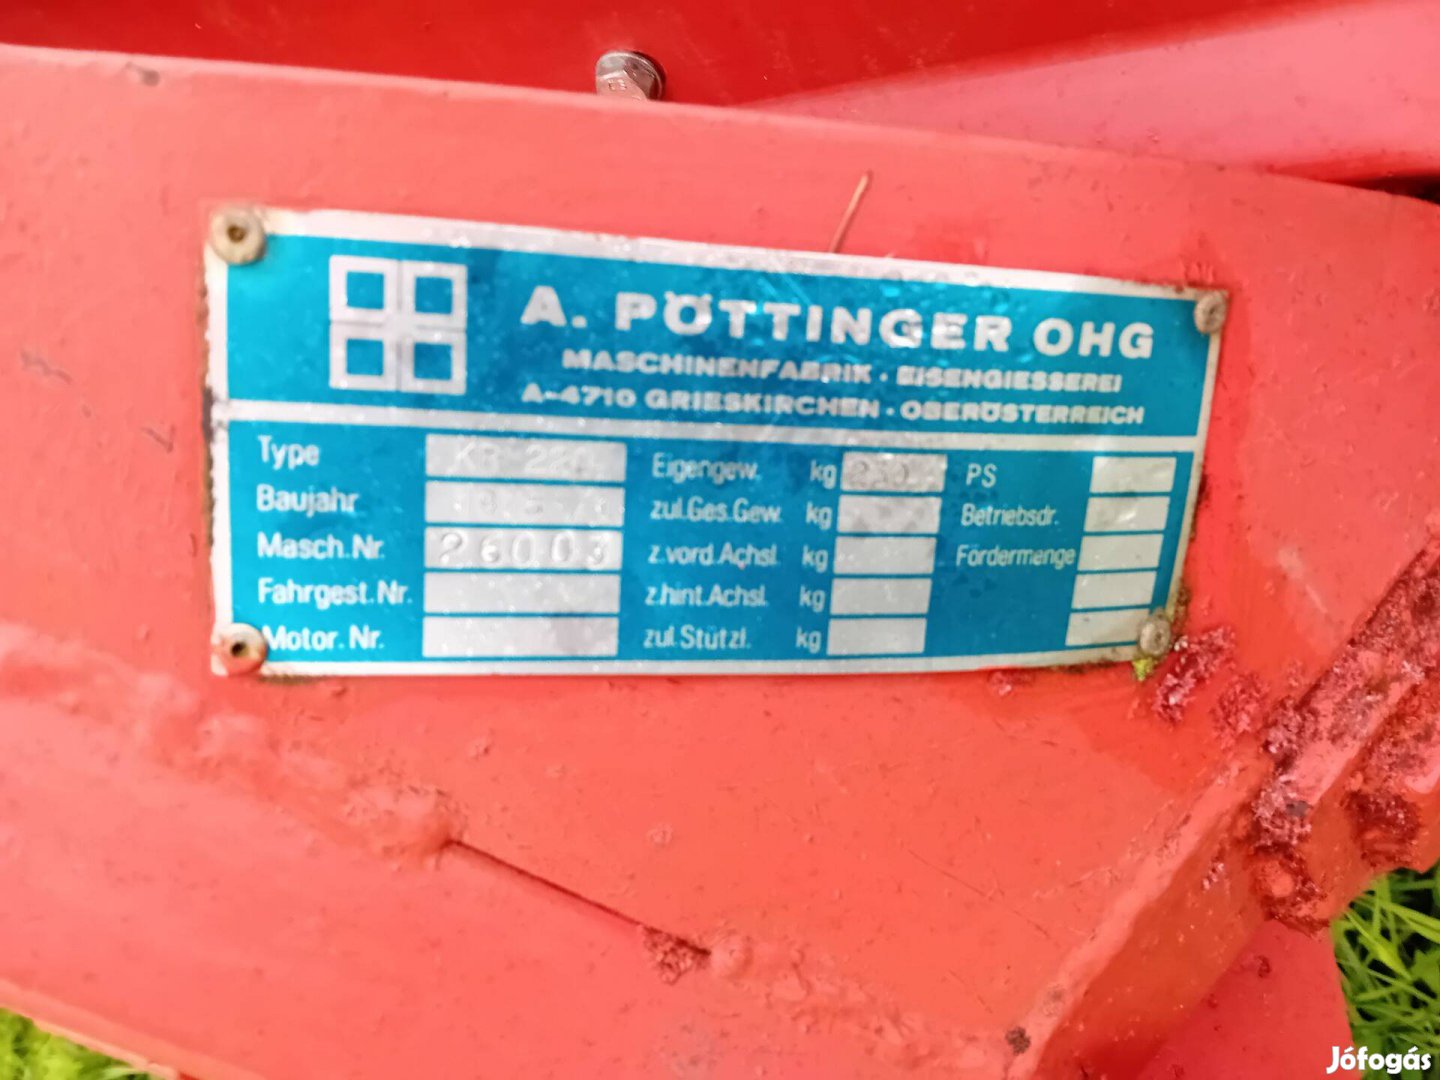 A. PÖTTINGER OHG
MASCHINENFABRIK · EISENGIESSEREI
A-4710 GRIESKIRCHEN · OBERÖSTERREICH
Type Eigengew. kg PS
Baujahr zul.Ges.Gew. kg Betriebsdr.
Masch.Nr. 26003 z.vord.Achsl. kg Fördermenge
Fahrgest.Nr. z.hint.Achsl. kg
Motor.Nr. zul.Stützl. kg
Jófogás